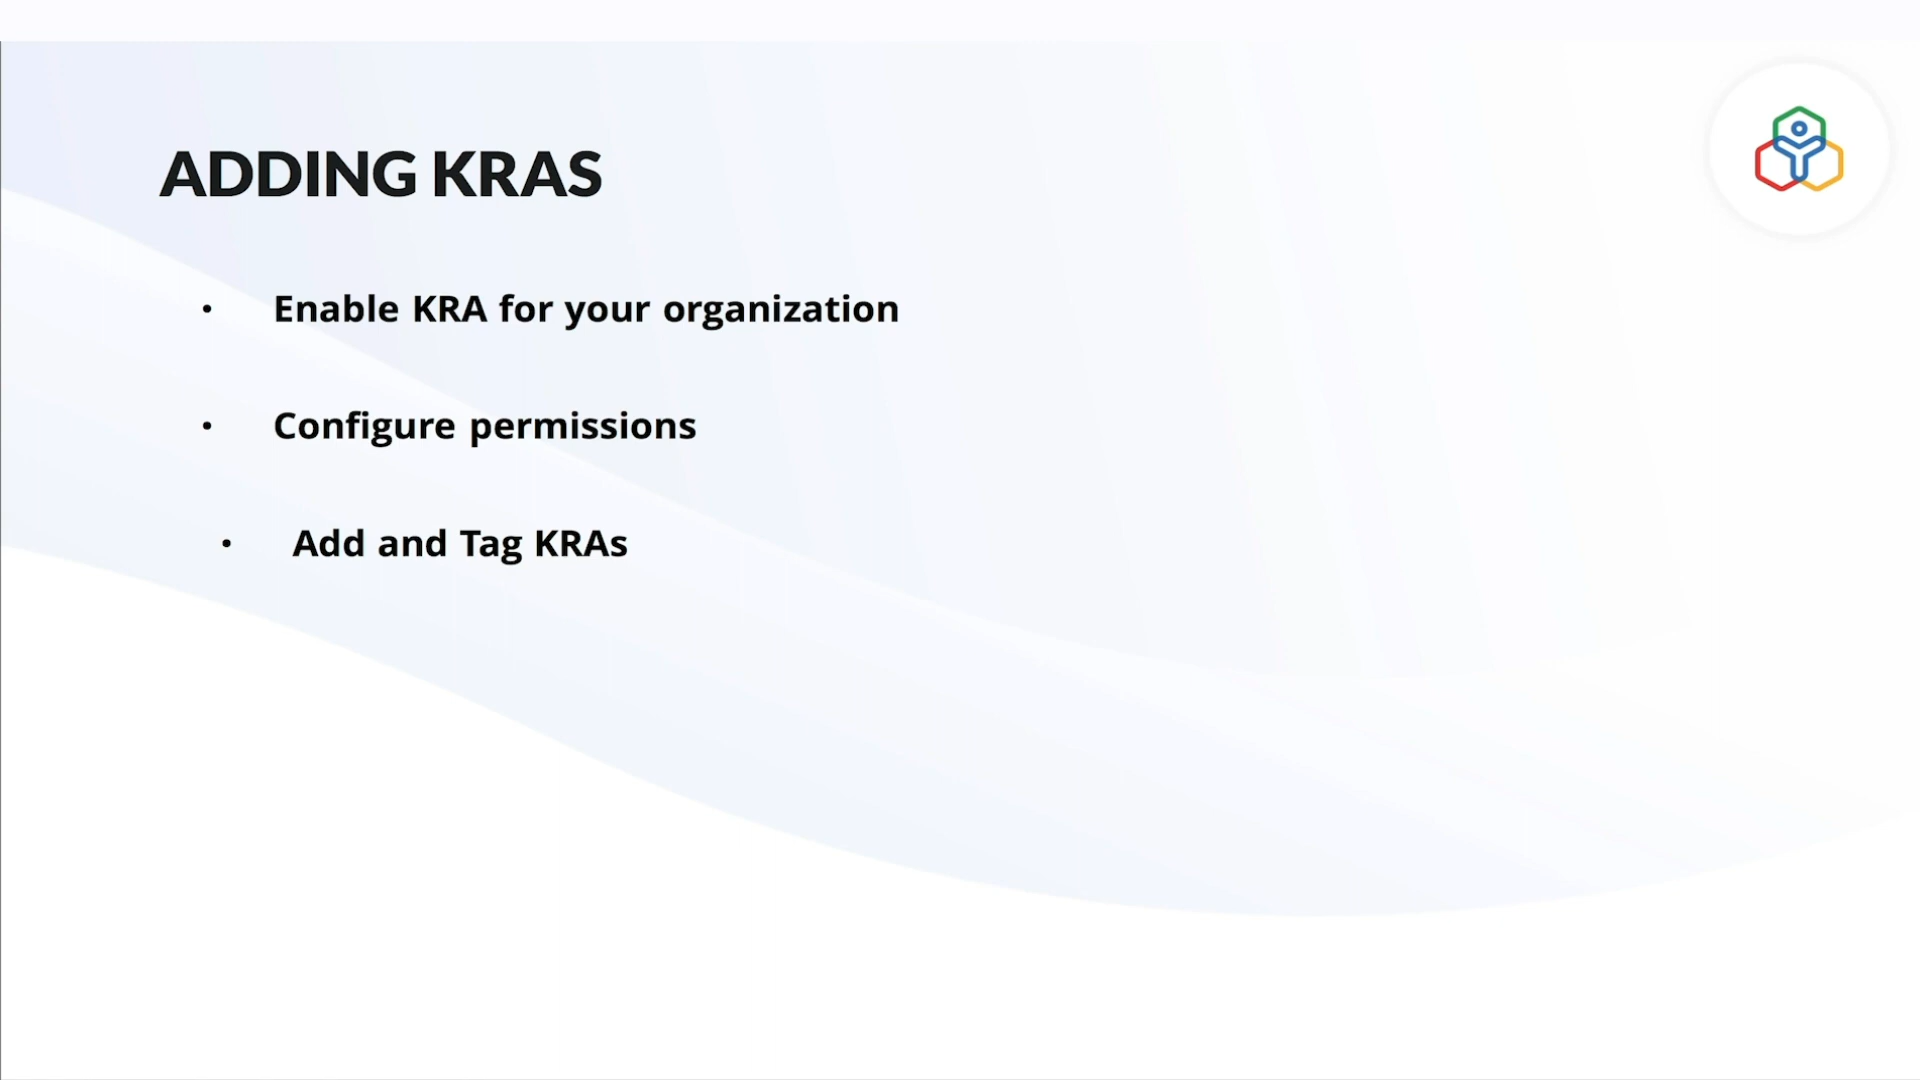 ADDING KRAS
• Enable KRA for your organization
• Configure permissions
• Add and Tag KRAs